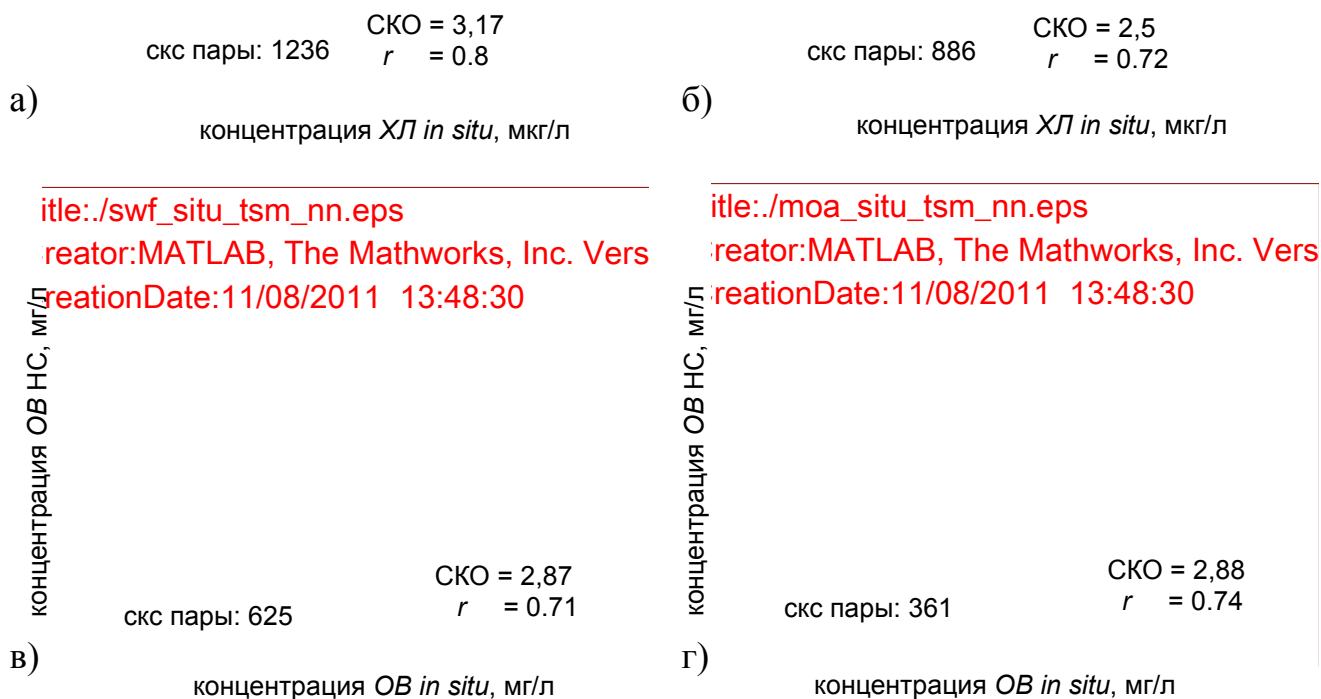 СКО = 3,17
скс пары: 1236 r = 0.8
а)
концентрация ХЛ in situ, мкг/л
СКО = 2,5
скс пары: 886 r = 0.72
б)
концентрация ХЛ in situ, мкг/л
itle:./swf_situ_tsm_nn.eps
reator:MATLAB, The Mathworks, Inc. Vers
reationDate:11/08/2011 13:48:30
концентрация ОВ НС, мг/л
СКО = 2,87
r = 0.71
скс пары: 625
в)
концентрация ОВ in situ, мг/л
itle:./moa_situ_tsm_nn.eps
reator:MATLAB, The Mathworks, Inc. Vers
reationDate:11/08/2011 13:48:30
концентрация ОВ НС, мг/л
СКО = 2,88
r = 0.74
скс пары: 361
г)
концентрация ОВ in situ, мг/л